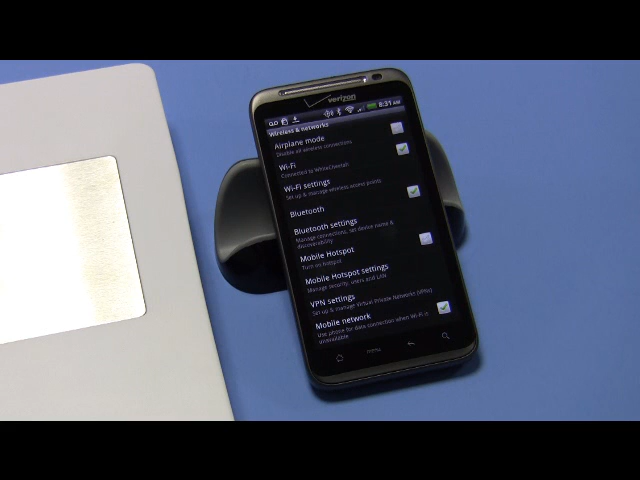 verizon
8:31 AM
Wireless & networks
Airplane mode
Disable all wireless connections
Wi-Fi
Connected to WhiteCheetah
Wi-Fi settings
Set up & manage wireless access points
Bluetooth
Bluetooth settings
Manage connections, set device name &
discoverability
Mobile Hotspot
Turn on hotspot
Mobile Hotspot settings
Manage security, users and LAN
VPN settings
Set up & manage Virtual Private Networks (VPNs)
Mobile network
Use phone for data connection when Wi-Fi is
unavailable
menu